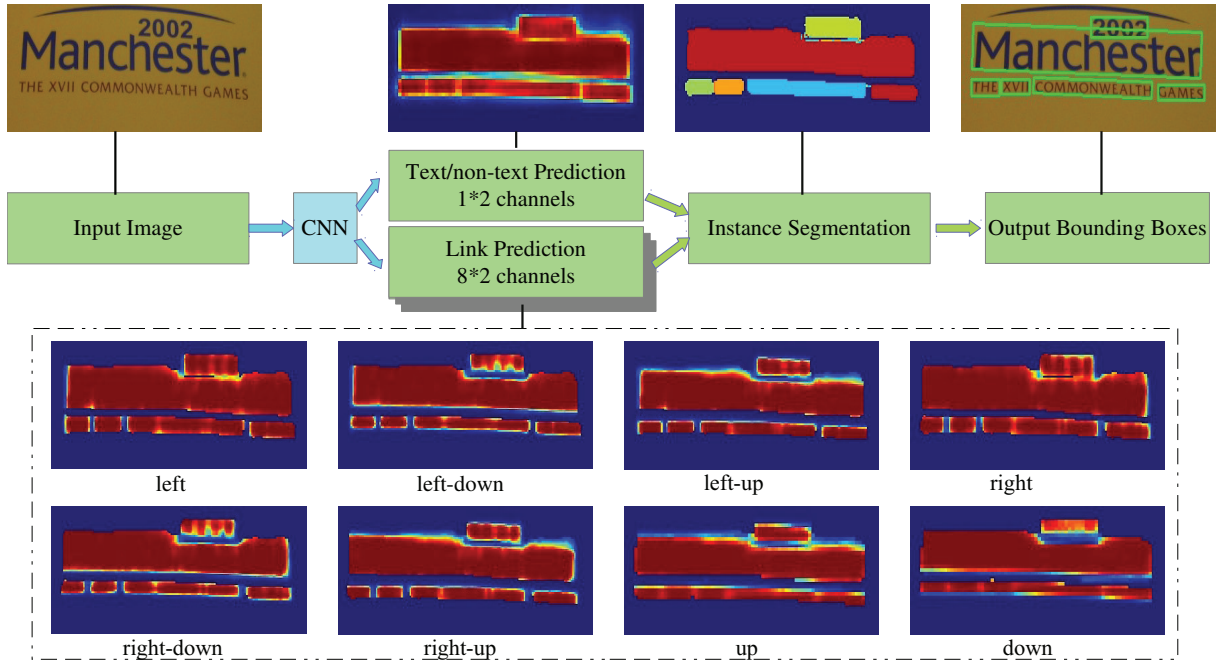 2002
Manchester
THE XVII COMMONWEALTH GAMES
2002
Manchester
THE XVII COMMONWEALTH GAMES
Text/non-text Prediction
1*2 channels
Input Image
CNN
Instance Segmentation
Output Bounding Boxes
Link Prediction
8*2 channels
left
left-down
left-up
right
right-down
right-up
up
down